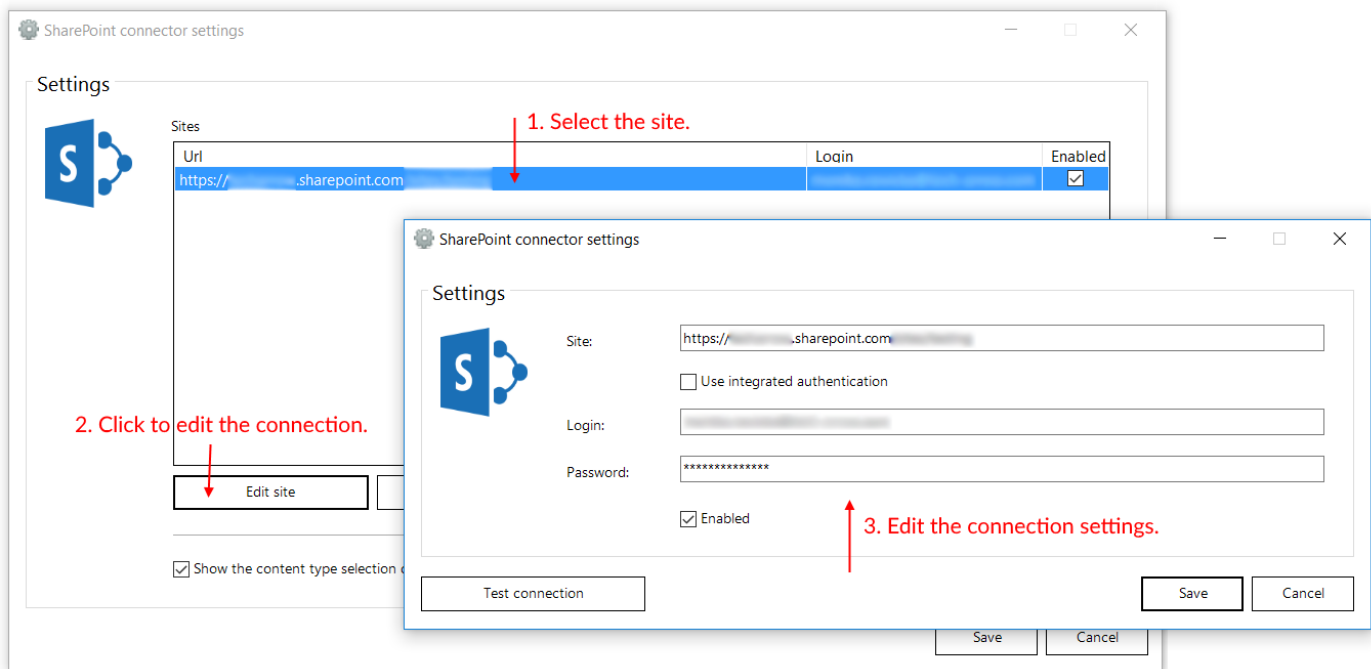 SharePoint connector settings
Settings
S
Sites
1. Select the site.
Url Login Enabled
https:// .sharepoint.com
2. Click to edit the connection.
Edit site
Show the content type selection
Save Cancel
SharePoint connector settings
Settings
S
Site: https:// .sharepoint.com
Use integrated authentication
Login:
Password: **************
Enabled
3. Edit the connection settings.
Test connection Save Cancel